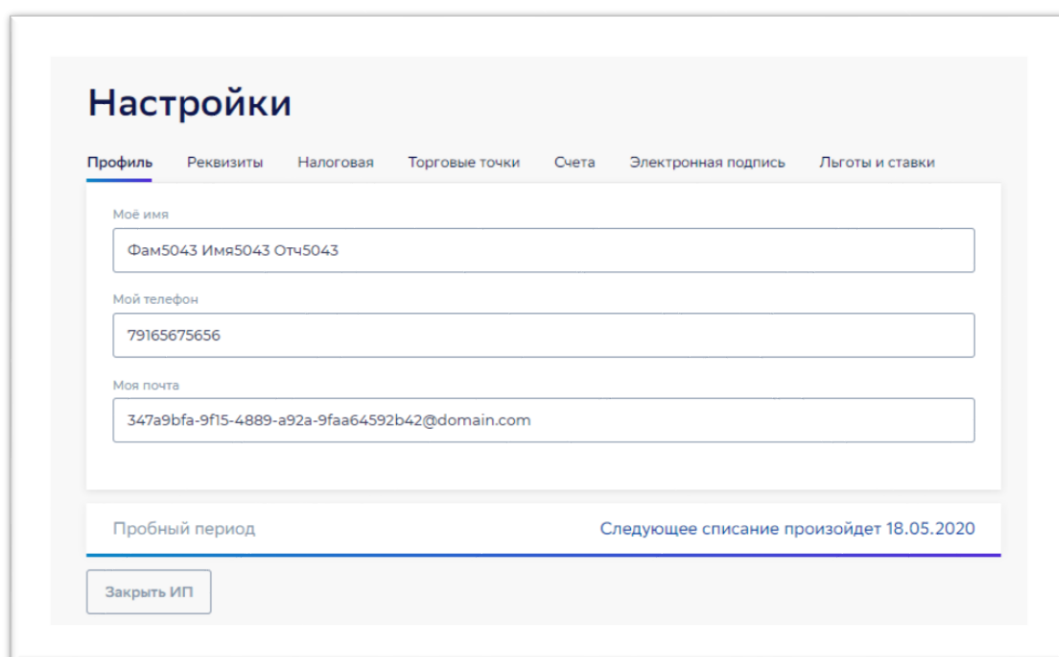 Настройки
Профиль Реквизиты Налоговая Торговые точки Счета Электронная подпись Льготы и ставки
Моё имя
Фам5043 Имя5043 Отч5043
Мой телефон
79165675656
Моя почта
347a9bfa-9f15-4889-a92a-9faa64592b42@domain.com
Пробный период Следующее списание произойдет 18.05.2020
Закрыть ИП